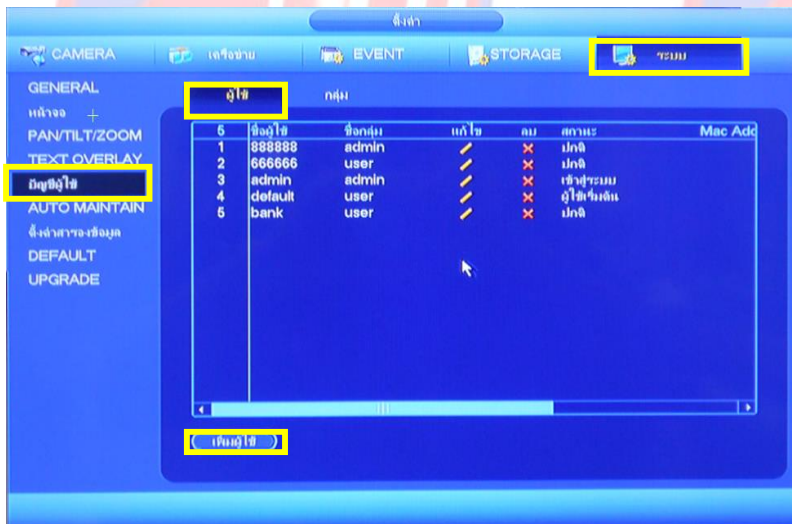 ตั้งค่า
CAMERA เครือข่าย EVENT STORAGE ระบบ
GENERAL
หน้าจอ
PAN/TILT/ZOOM
TEXT OVERLAY
บัญชีผู้ใช้
AUTO MAINTAIN
ตั้งค่าสำรองข้อมูล
DEFAULT
UPGRADE
ผู้ใช้ กลุ่ม
5 ชื่อผู้ใช้ ชื่อกลุ่ม แก้ไข ลบ สถานะ Mac Add
1 888888 admin ปกติ
2 666666 user ปกติ
3 admin admin เข้าสู่ระบบ
4 default user ผู้ใช้เริ่มต้น
5 bank user ปกติ
เพิ่มผู้ใช้